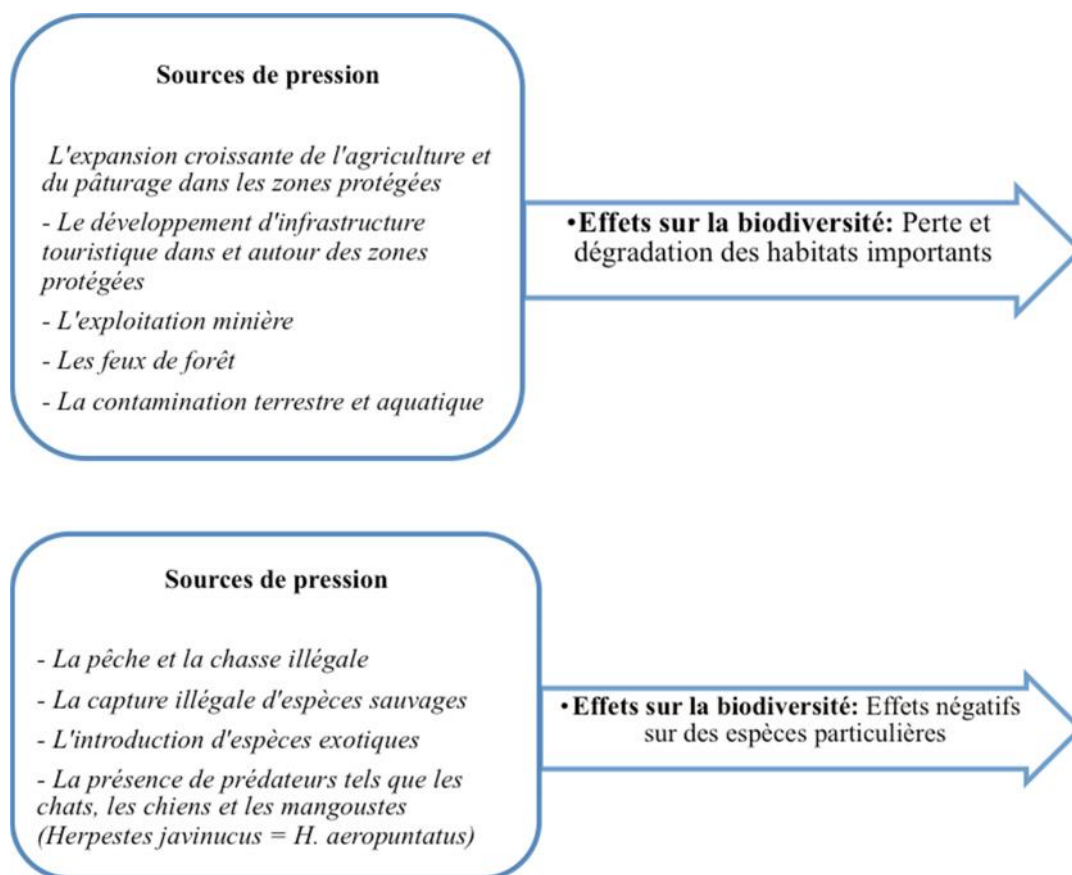 Sources de pression
L'expansion croissante de l'agriculture et
du pâturage dans les zones protégées
- Le développement d'infrastructure
touristique dans et autour des zones
protégées
- L'exploitation minière
- Les feux de forêt
- La contamination terrestre et aquatique
•Effets sur la biodiversité: Perte et
dégradation des habitats importants
Sources de pression
- La pêche et la chasse illégale
- La capture illégale d'espèces sauvages
- L'introduction d'espèces exotiques
- La présence de prédateurs tels que les
chats, les chiens et les mangoustes
(Herpestes javinucus = H. aeropuntatus)
•Effets sur la biodiversité: Effets négatifs
sur des espèces particulières